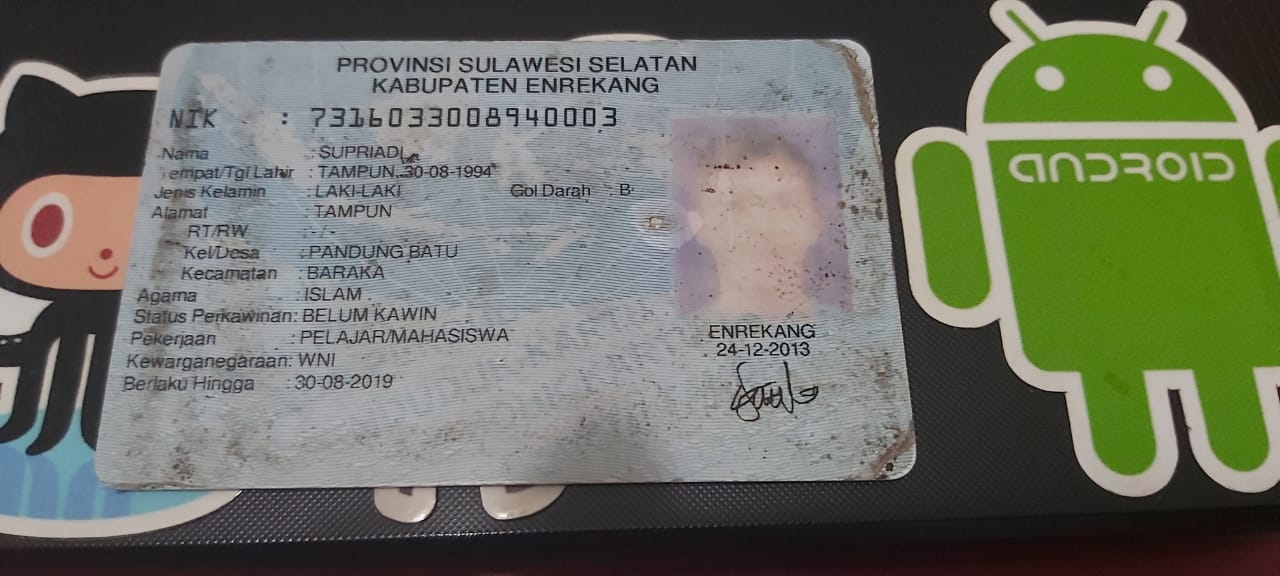 PROVINSI SULAWESI SELATAN
KABUPATEN ENREKANG
NIK : 7316033008940003
Nama : SUPRIADI
Tempat/Tgl Lahir : TAMPUN, 30-08-1994
Jenis Kelamin : LAKI-LAKI Gol Darah : B
Alamat : TAMPUN
RT/RW : -/-
Kel/Desa : PANDUNG BATU
Kecamatan : BARAKA
Agama : ISLAM
Status Perkawinan: BELUM KAWIN
Pekerjaan : PELAJAR/MAHASISWA
Kewarganegaraan: WNI
Berlaku Hingga : 30-08-2019
ENREKANG
24-12-2013
ANDROID